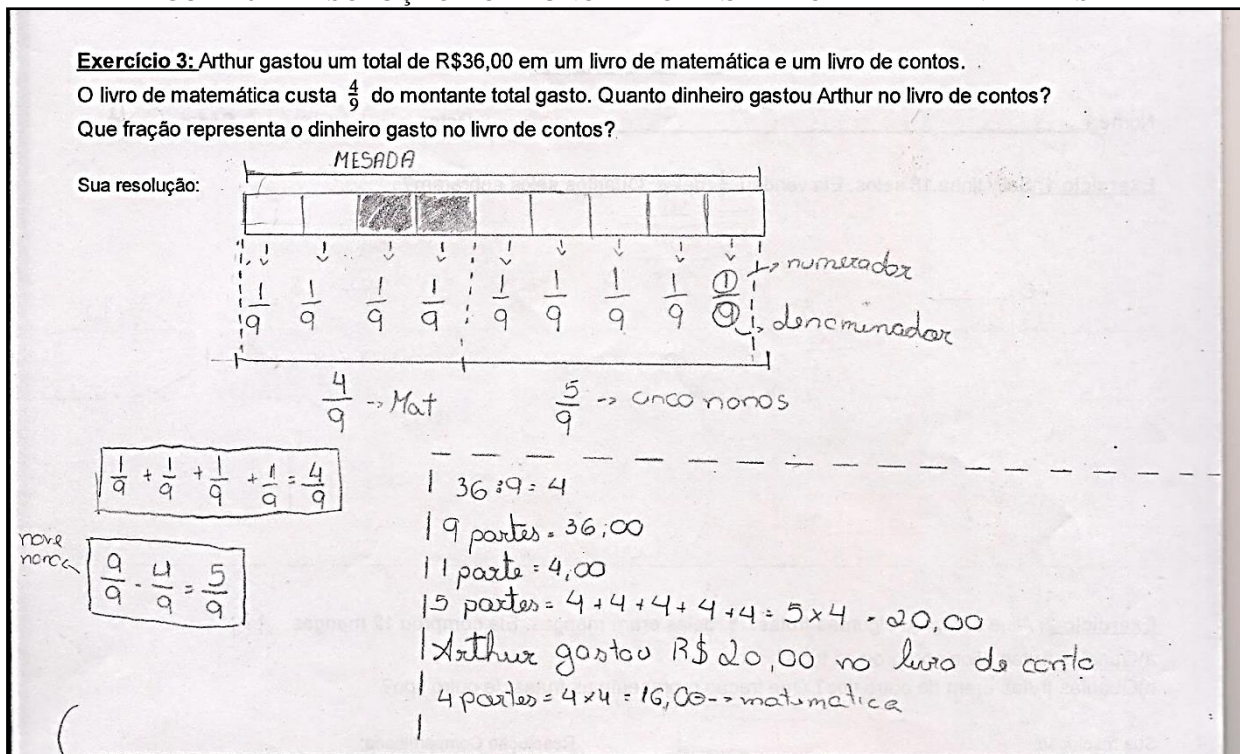 Exercício 3: Arthur gastou um total de R$36,00 em um livro de matemática e um livro de contos.
O livro de matemática custa 4/9 do montante total gasto. Quanto dinheiro gastou Arthur no livro de contos?
Que fração representa o dinheiro gasto no livro de contos?
MESADA
Sua resolução:
1/9 1/9 1/9 1/9 1/9 1/9 1/9 1/9 1/9
numerador
denominador
4/9 -> Mat 5/9 -> cinco nonos
1/9 + 1/9 + 1/9 + 1/9 = 4/9
nove
9/9 - 4/9 = 5/9
36:9 = 4
9 partes = 36,00
1 parte = 4,00
5 partes = 4+4+4+4+4 = 5x4 = 20,00
Arthur gastou R$ 20,00 no livro de conto
4 partes = 4x4 = 16,00 -> matematica